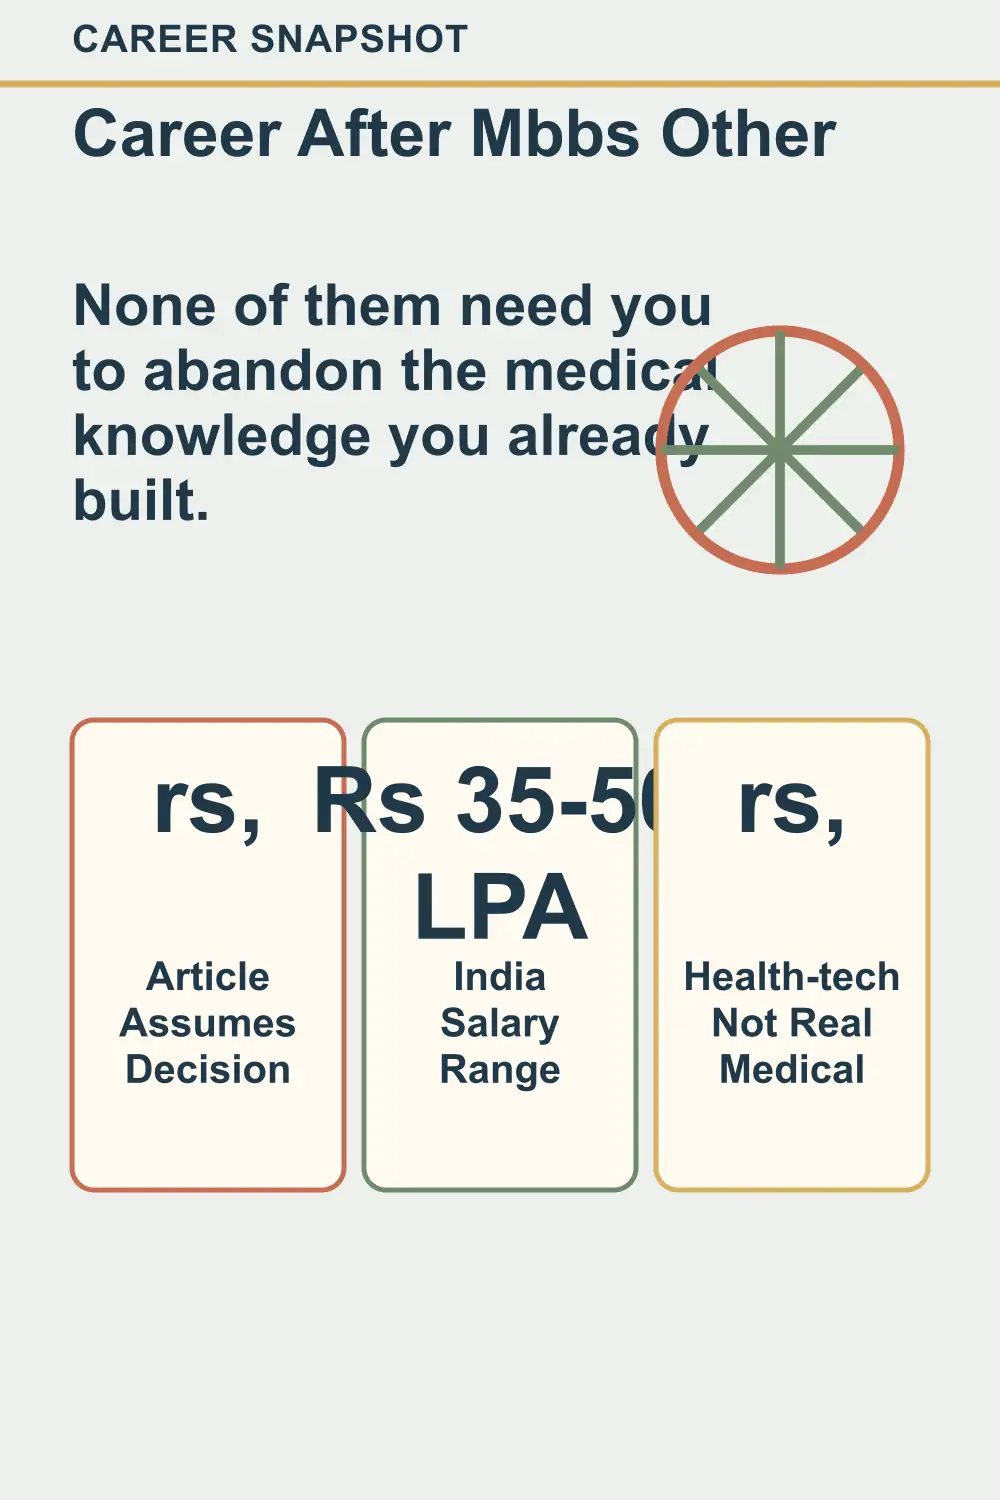 CAREER SNAPSHOT
Career After Mbbs Other
None of them need you
to abandon the medical
knowledge you already
built.
rs,
Rs 35-50
LPA
rs,
Article
Assumes
Decision
India
Salary
Range
Health-tech
Not Real
Medical